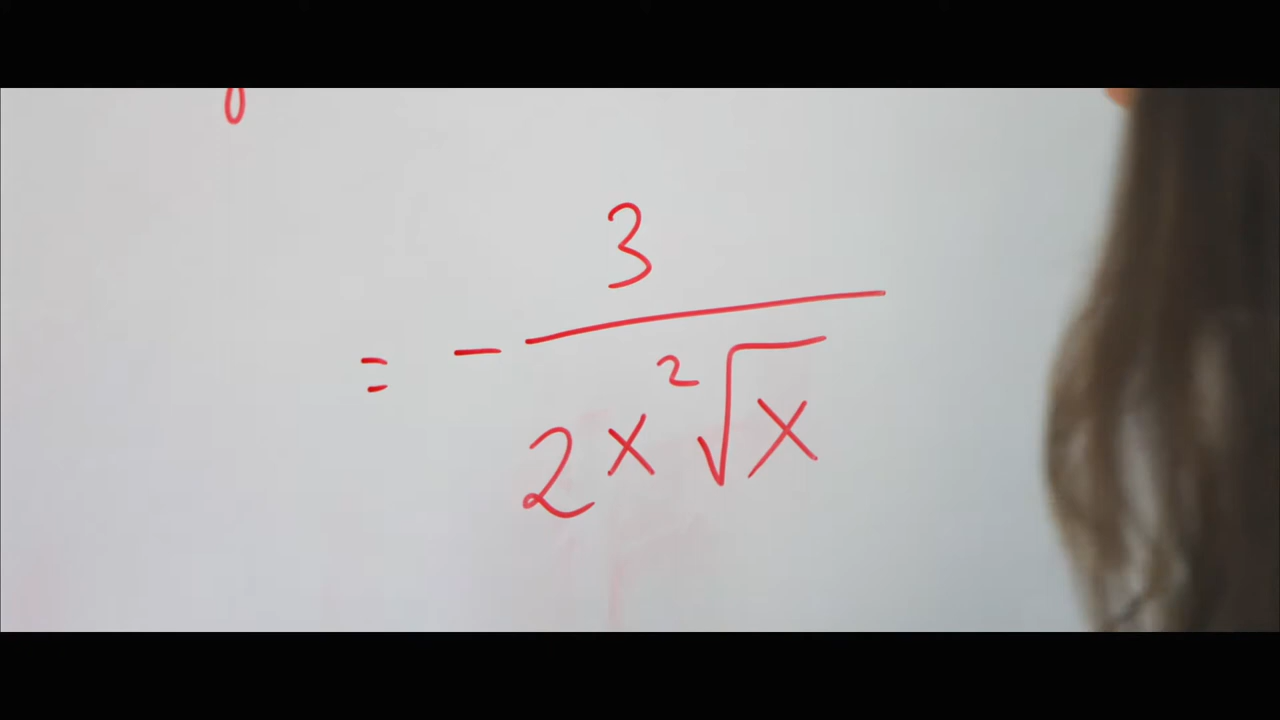 3
= -
2x²√x